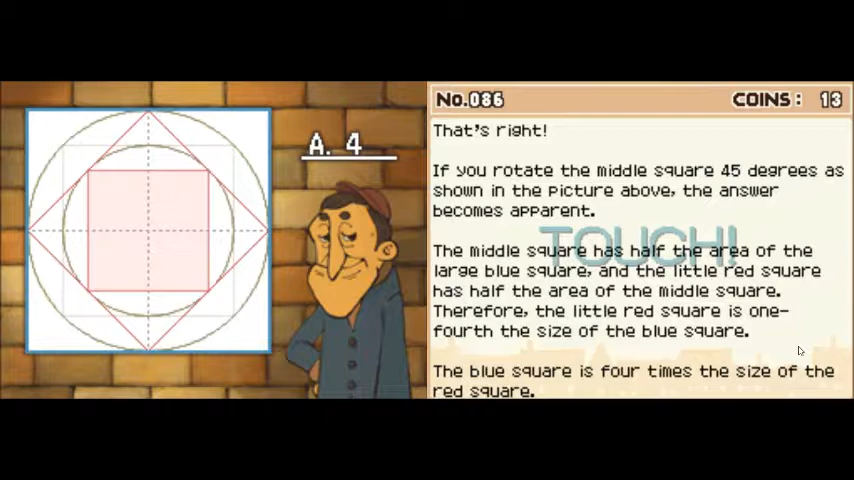 A. 4
No.086 COINS: 13
That's right!
If you rotate the middle square 45 degrees as
shown in the picture above, the answer
becomes apparent.
TOUCH!
The middle square has half the area of the
large blue square, and the little red square
has half the area of the middle square.
Therefore, the little red square is one-
fourth the size of the blue square.
The blue square is four times the size of the
red square.